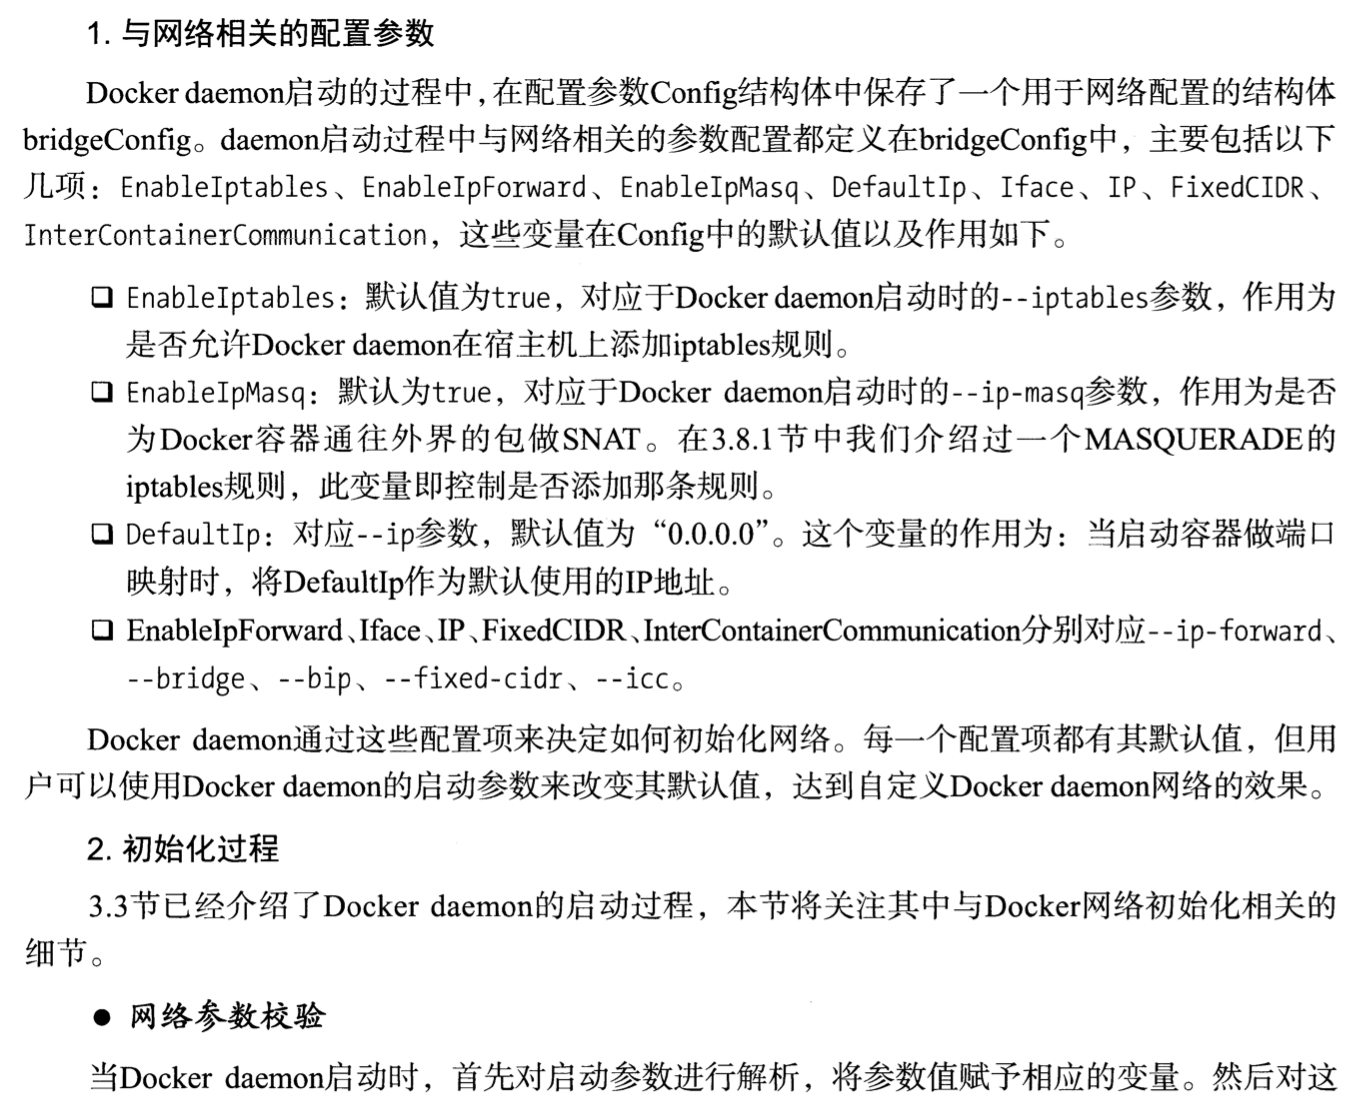 1. 与网络相关的配置参数
Docker daemon启动的过程中，在配置参数Config结构体中保存了一个用于网络配置的结构体
bridgeConfig。daemon启动过程中与网络相关的参数配置都定义在bridgeConfig中，主要包括以下
几项：EnableIptables、EnableIpForward、EnableIpMasq、DefaultIp、Iface、IP、FixedCIDR、
InterContainerCommunication，这些变量在Config中的默认值以及作用如下。
❑ EnableIptables：默认值为true，对应于Docker daemon启动时的--iptables参数，作用为
是否允许Docker daemon在宿主机上添加iptables规则。
❑ EnableIpMasq：默认为true，对应于Docker daemon启动时的--ip-masq参数，作用为是否
为Docker容器通往外界的包做SNAT。在3.8.1节中我们介绍过一个MASQUERADE的
iptables规则，此变量即控制是否添加那条规则。
❑ DefaultIp：对应--ip参数，默认值为“0.0.0.0”。这个变量的作用为：当启动容器做端口
映射时，将DefaultIp作为默认使用的IP地址。
❑ EnableIpForward、Iface、IP、FixedCIDR、InterContainerCommunication分别对应--ip-forward、
--bridge、--bip、--fixed-cidr、--icc。
Docker daemon通过这些配置项来决定如何初始化网络。每一个配置项都有其默认值，但用
户可以使用Docker daemon的启动参数来改变其默认值，达到自定义Docker daemon网络的效果。
2. 初始化过程
3.3节已经介绍了Docker daemon的启动过程，本节将关注其中与Docker网络初始化相关的
细节。
● 网络参数校验
当Docker daemon启动时，首先对启动参数进行解析，将参数值赋予相应的变量。然后对这